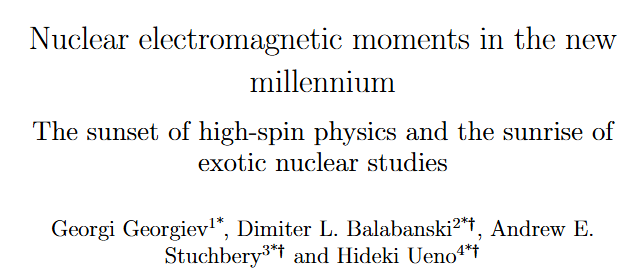 Nuclear electromagnetic moments in the new
millennium
The sunset of high-spin physics and the sunrise of
exotic nuclear studies
Georgi Georgiev¹*, Dimiter L. Balabanski²*†, Andrew E.
Stuchbery³*† and Hideki Ueno⁴*†